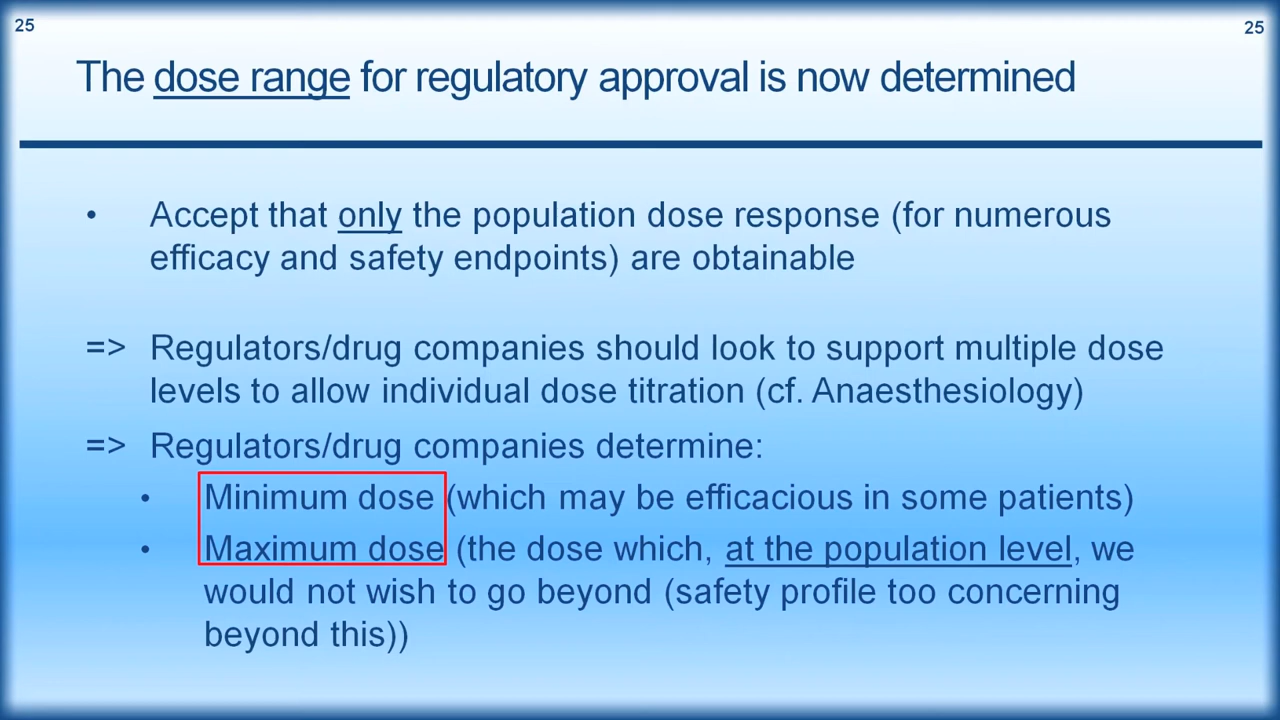 25
25
The dose range for regulatory approval is now determined
• Accept that only the population dose response (for numerous
efficacy and safety endpoints) are obtainable
=> Regulators/drug companies should look to support multiple dose
levels to allow individual dose titration (cf. Anaesthesiology)
=> Regulators/drug companies determine:
• Minimum dose (which may be efficacious in some patients)
• Maximum dose (the dose which, at the population level, we
would not wish to go beyond (safety profile too concerning
beyond this))